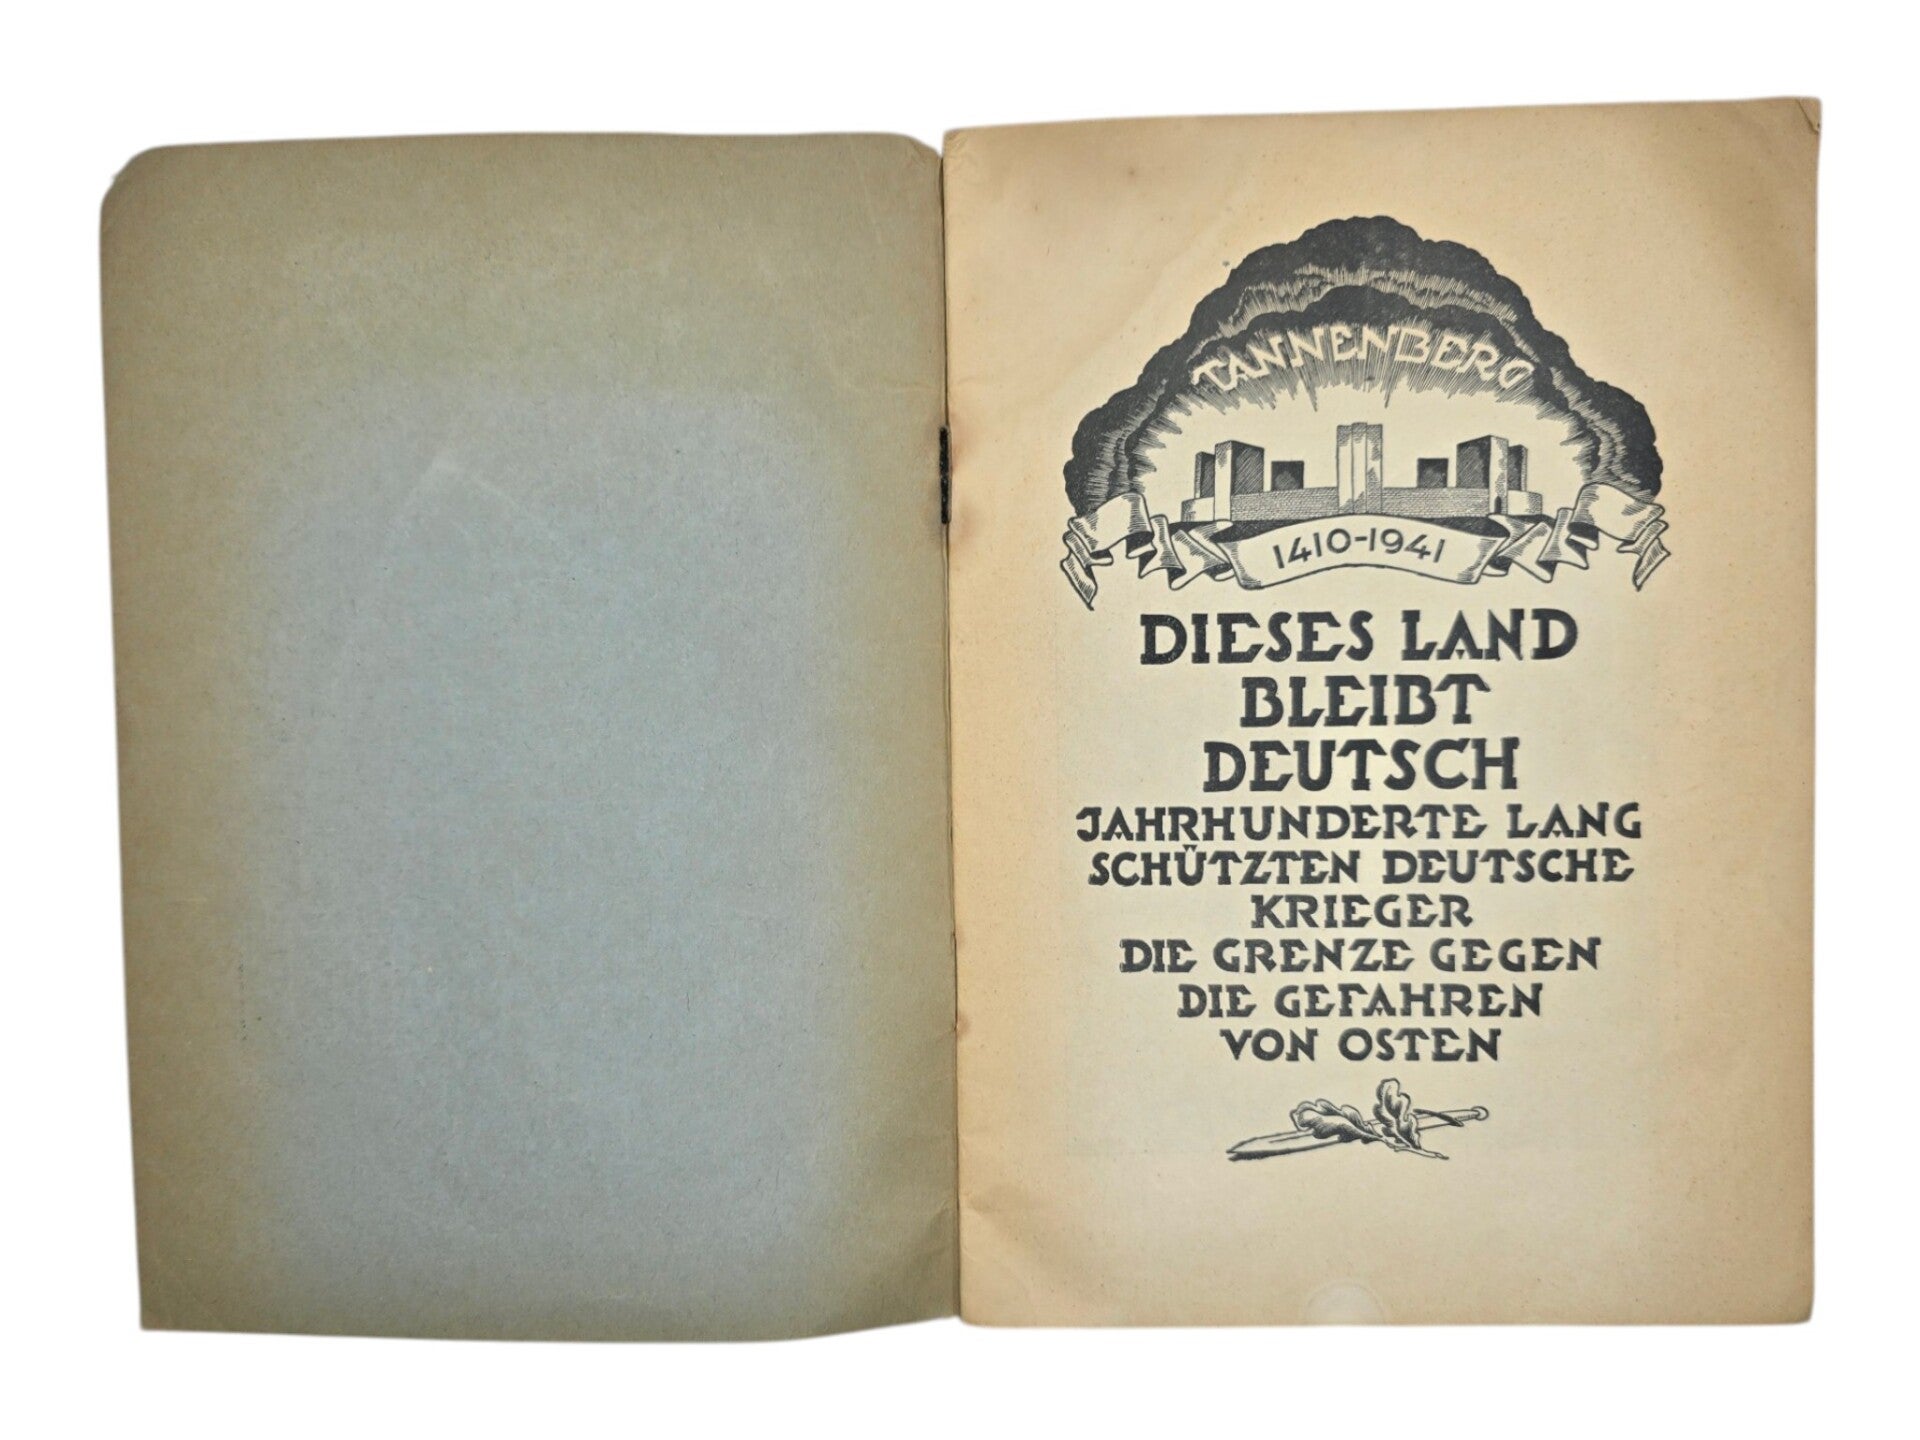 TANNENBERG
1410-1941
DIESES LAND
BLEIBT
DEUTSCH
JAHRHUNDERTE LANG
SCHÜTZTEN DEUTSCHE
KRIEGER
DIE GRENZE GEGEN
DIE GEFAHREN
VON OSTEN